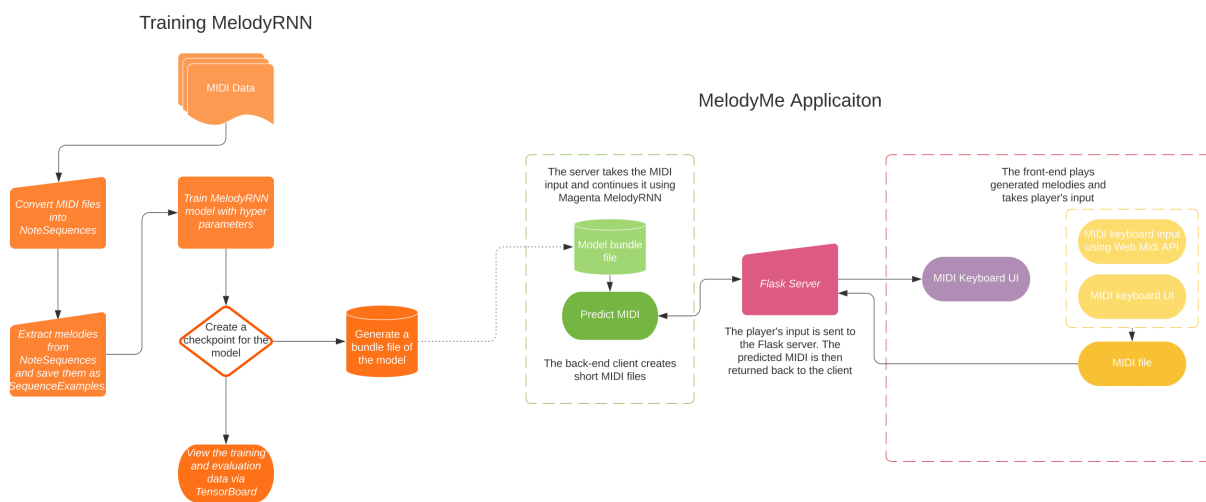 Training MelodyRNN
MIDI Data
Convert MIDI files
into
NoteSequences
Extract melodies
from
NoteSequences
and save them as
SequenceExamples.
Train MelodyRNN
model with hyper
parameters
Create a
checkpoint for the
model
View the training
and evaluation
data via
TensorBoard
Generate a
bundle file of
the model
MelodyMe Applicaiton
The server takes the MIDI
input and continues it using
Magenta MelodyRNN
Model bundle
file
Predict MIDI
The back-end client creates
short MIDI files
Flask Server
The player's input is sent to
the Flask server. The
predicted MIDI is then
returned back to the client
The front-end plays
generated melodies and
takes player's input
MIDI Keyboard UI
MIDI keyboard input
using Web Midi API
MIDI keyboard UI
MIDI file